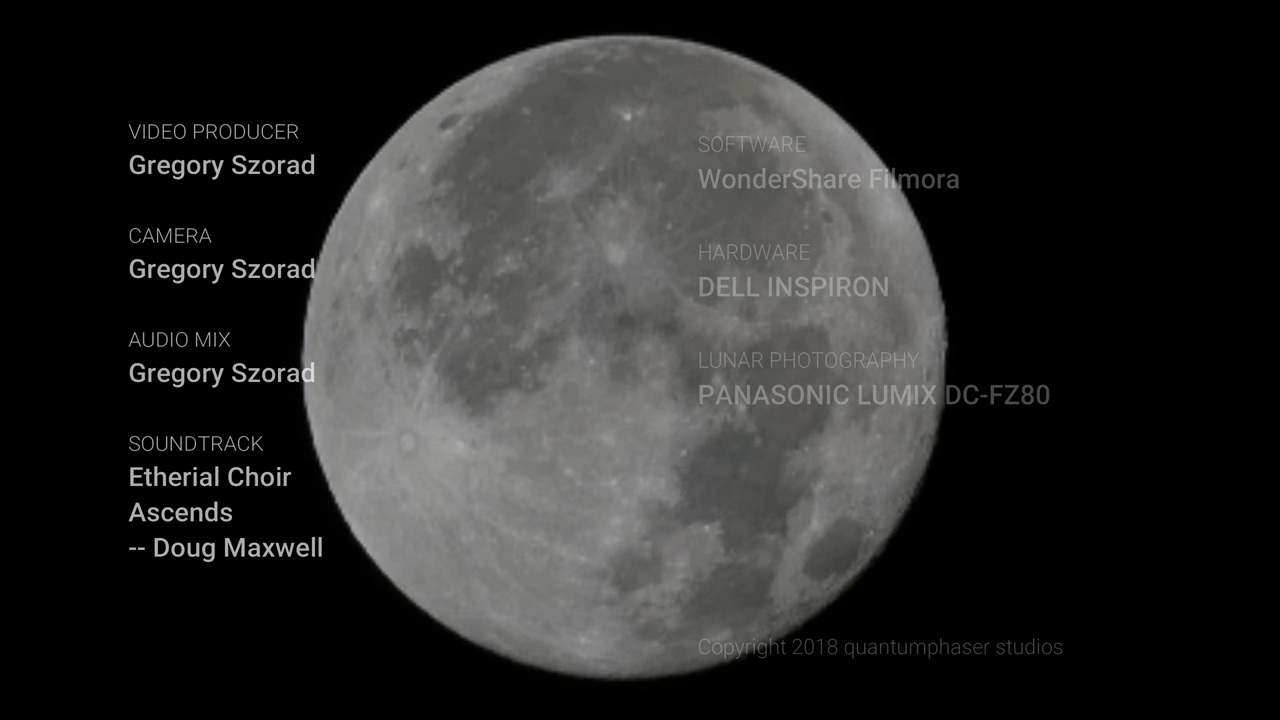 VIDEO PRODUCER
Gregory Szorad
CAMERA
Gregory Szorad
AUDIO MIX
Gregory Szorad
SOUNDTRACK
Etherial Choir
Ascends
-- Doug Maxwell
SOFTWARE
WonderShare Filmora
HARDWARE
DELL INSPIRON
LUNAR PHOTOGRAPHY
PANASONIC LUMIX DC-FZ80
Copyright 2018 quantumphaser studios